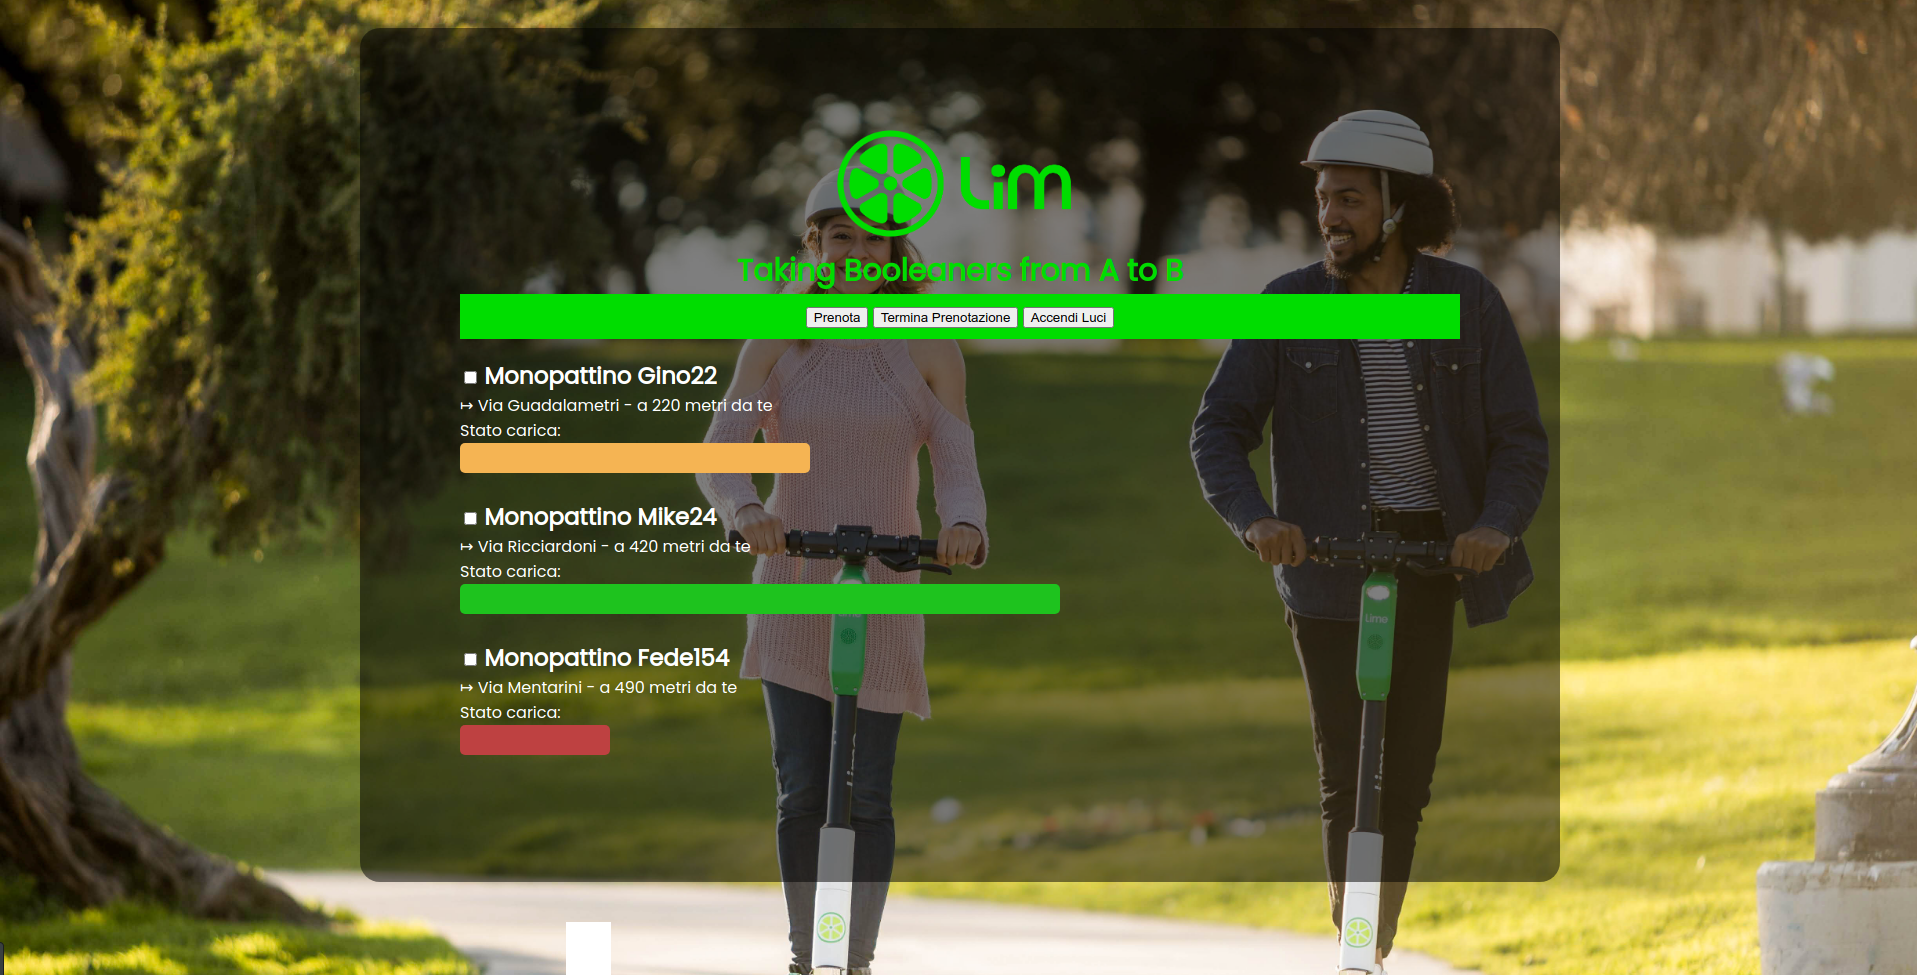 Lim
Taking Booleaners from A to B
Prenota Termina Prenotazione Accendi Luci
Monopattino Gino22
↦ Via Guadalametri - a 220 metri da te
Stato carica:
Monopattino Mike24
↦ Via Ricciardoni - a 420 metri da te
Stato carica:
Lime
Lime
Monopattino Fede154
↦ Via Mentarini - a 490 metri da te
Stato carica: